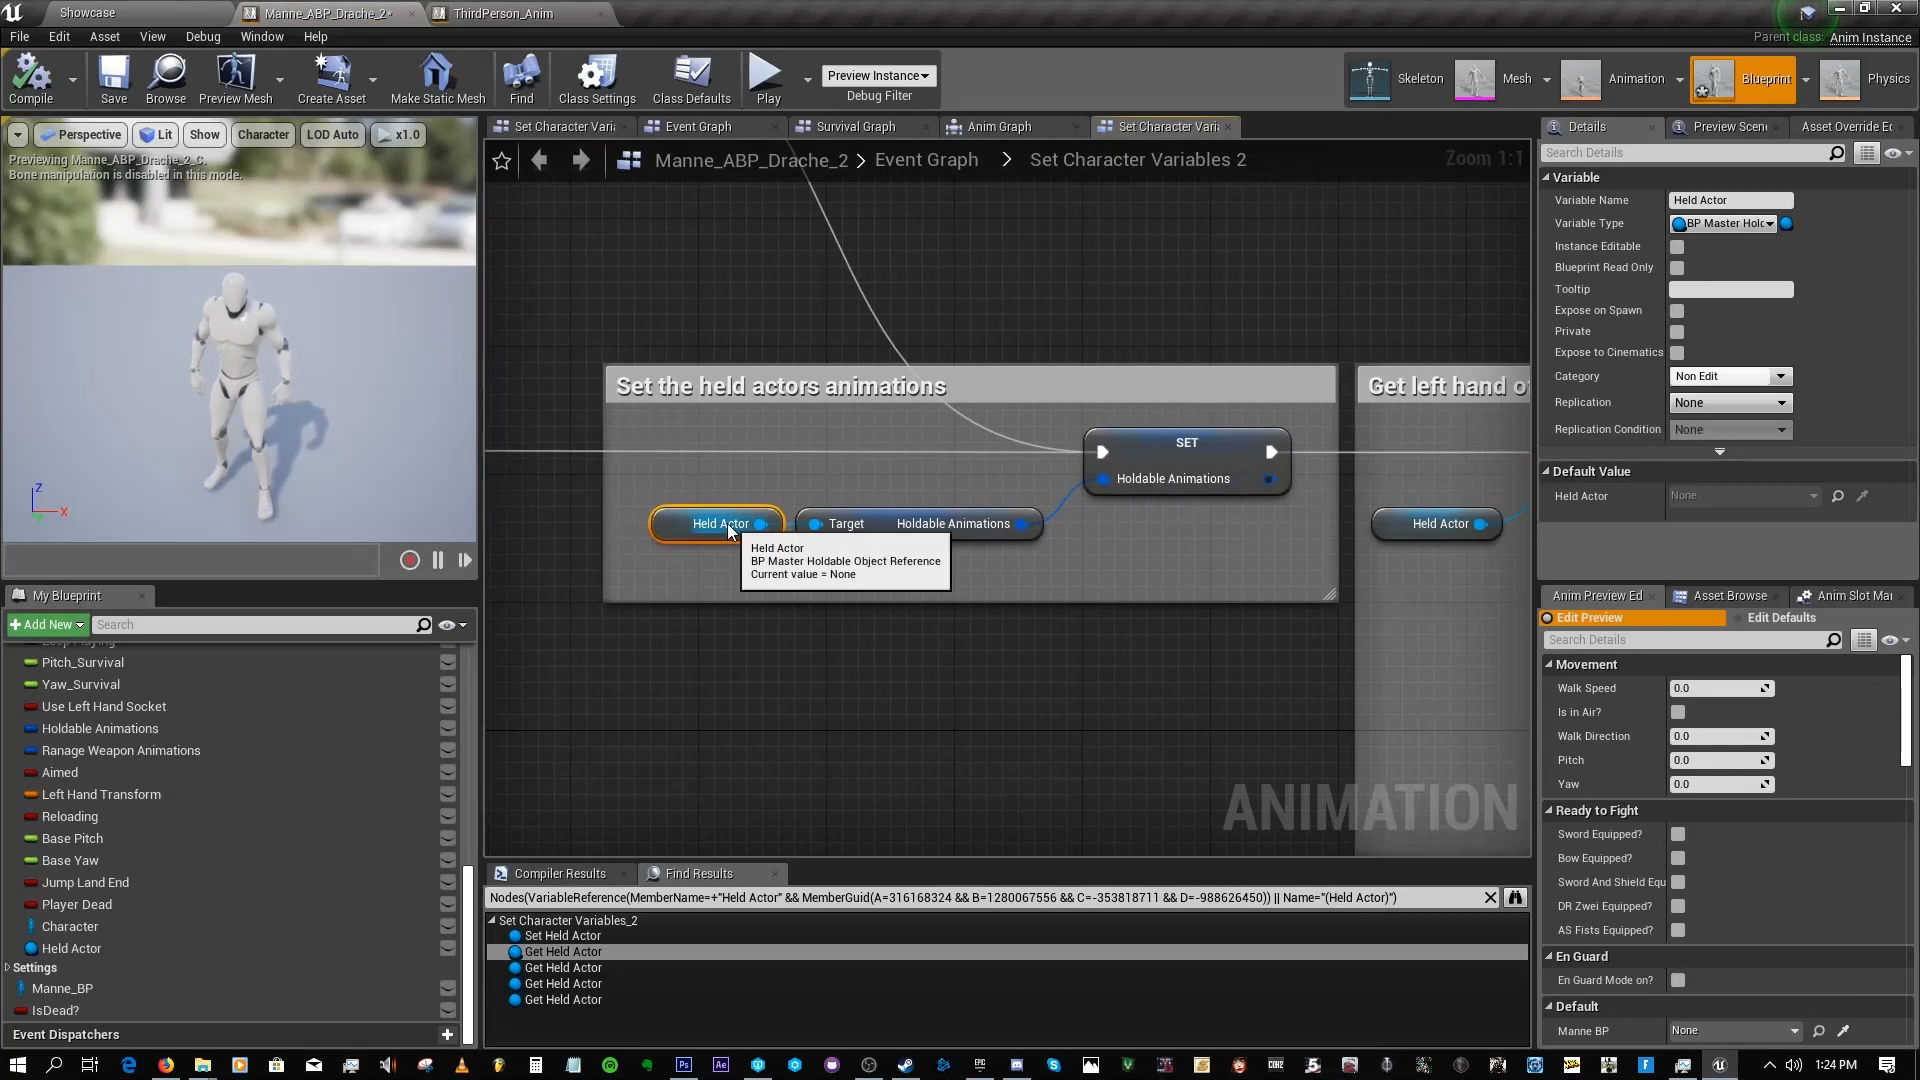 Showcase
Manne_ABP_Drache_2*
ThirdPerson_Anim
File Edit Asset View Debug Window Help
Parent class: Anim Instance
Compile
Save
Browse
Preview Mesh
Create Asset
Make Static Mesh
Find
Class Settings
Class Defaults
Play
Preview Instance
Debug Filter
Skeleton
Mesh
Animation
Blueprint
Physics
Perspective
Lit
Show
Character
LOD Auto
x1.0
Previewing Manne_ABP_Drache_2_C.
Bone manipulation is disabled in this mode.
Z
X
Set Character Vari
Event Graph
Survival Graph
Anim Graph
Set Character Vari
Manne_ABP_Drache_2 > Event Graph > Set Character Variables 2
Zoom 1:1
Set the held actors animations
Get left hand o
SET
Holdable Animations
Held Actor
Target
Holdable Animations
Held Actor
Held Actor
BP Master Holdable Object Reference
Current value = None
ANIMATION
My Blueprint
Add New
Search
Pitch_Survival
Yaw_Survival
Use Left Hand Socket
Holdable Animations
Ranage Weapon Animations
Aimed
Left Hand Transform
Reloading
Base Pitch
Base Yaw
Jump Land End
Player Dead
Character
Held Actor
Settings
Manne_BP
IsDead?
Event Dispatchers
Compiler Results
Find Results
Nodes(VariableReference(MemberName=+"Held Actor" && MemberGuid(A=316168324 && B=1280067556 && C=-353818711 && D=-988626450)) || Name="(Held Actor)")
Set Character Variables_2
Set Held Actor
Get Held Actor
Get Held Actor
Get Held Actor
Get Held Actor
Details
Preview Scen
Asset Override Ec
Search Details
Variable
Variable Name Held Actor
Variable Type BP Master Holc
Instance Editable
Blueprint Read Only
Tooltip
Expose on Spawn
Private
Expose to Cinematics
Category Non Edit
Replication None
Replication Condition None
Default Value
Held Actor None
Anim Preview Ed
Asset Browse
Anim Slot Mar
Edit Preview
Edit Defaults
Search Details
Movement
Walk Speed 0.0
Is in Air?
Walk Direction 0.0
Pitch 0.0
Yaw 0.0
Ready to Fight
Sword Equipped?
Bow Equipped?
Sword And Shield Equ
DR Zwei Equipped?
AS Fists Equipped?
En Guard
En Guard Mode on?
Default
Manne BP None
1:24 PM